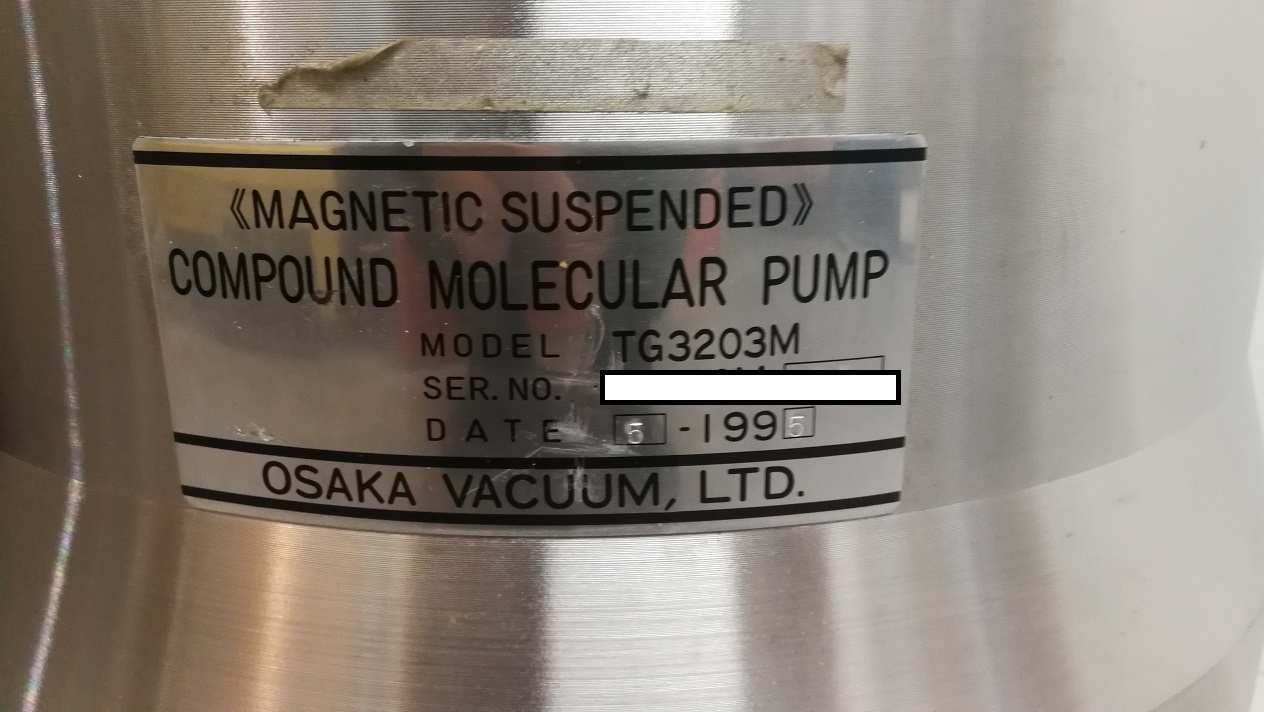 《MAGNETIC SUSPENDED》
COMPOUND MOLECULAR PUMP
MODEL TG3203M
SER. NO.
DATE 5 -1995
OSAKA VACUUM, LTD.